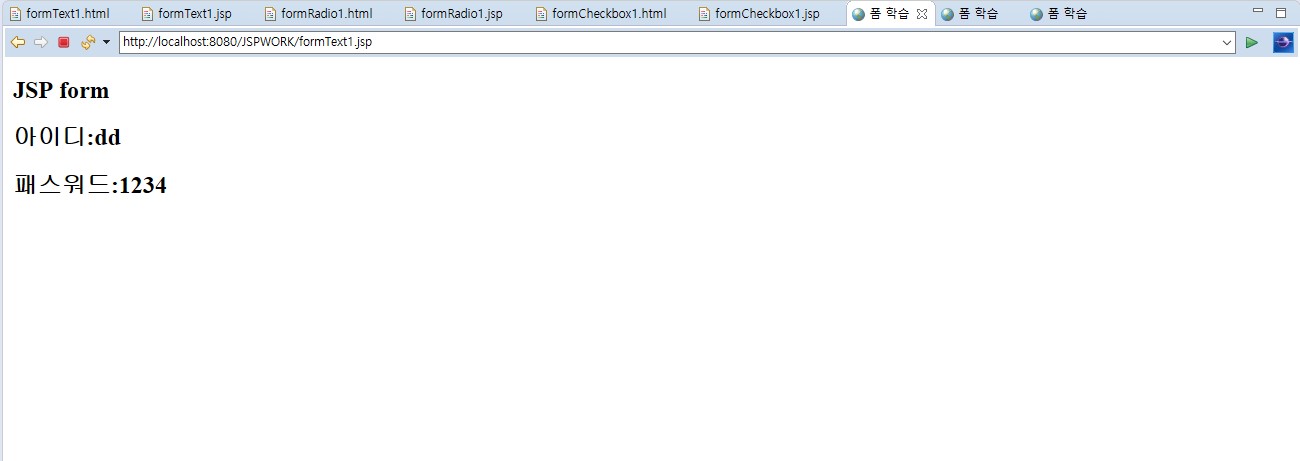 formText1.html formText1.jsp formRadio1.html formRadio1.jsp formCheckbox1.html formCheckbox1.jsp 폼 학습 폼 학습 폼 학습
http://localhost:8080/JSPWORK/formText1.jsp
JSP form
아이디:dd
패스워드:1234